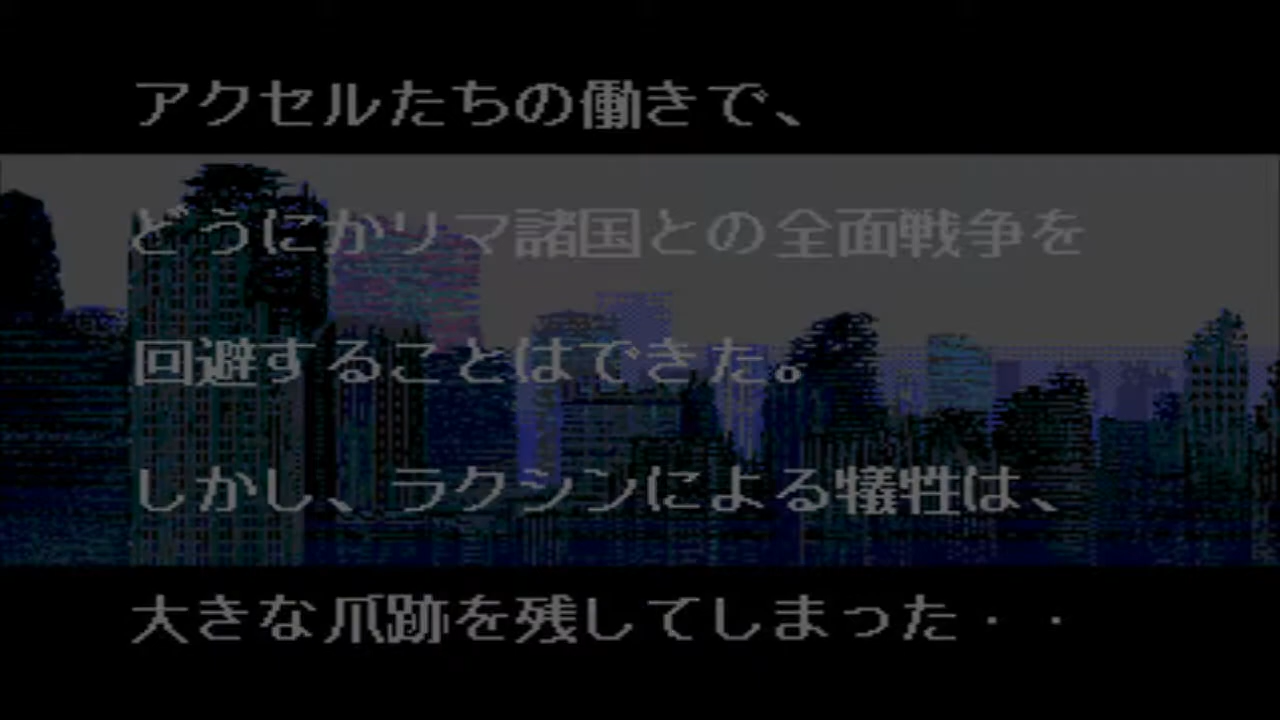 アクセルたちの働きで、
どうにかリマ諸国との全面戦争を
回避することはできた。
しかし、ラクシンによる犠牲は、
大きな爪跡を残してしまった・・